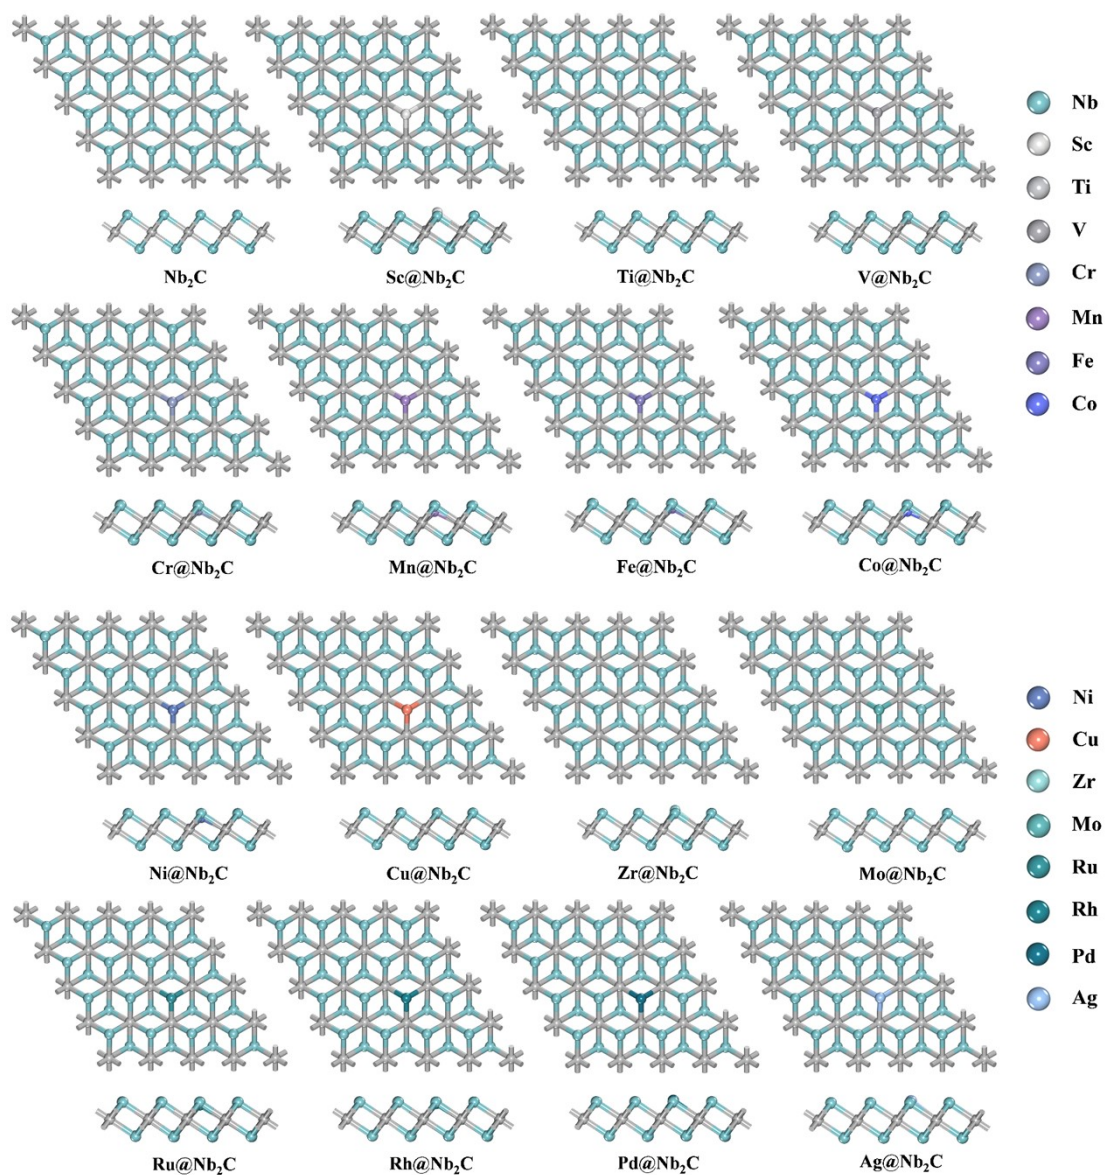 Nb
Sc
Ti
V
Cr
Mn
Fe
Co
Nb₂C Sc@Nb₂C Ti@Nb₂C V@Nb₂C
Cr@Nb₂C Mn@Nb₂C Fe@Nb₂C Co@Nb₂C
Ni
Cu
Zr
Mo
Ru
Rh
Pd
Ag
Ni@Nb₂C Cu@Nb₂C Zr@Nb₂C Mo@Nb₂C
Ru@Nb₂C Rh@Nb₂C Pd@Nb₂C Ag@Nb₂C